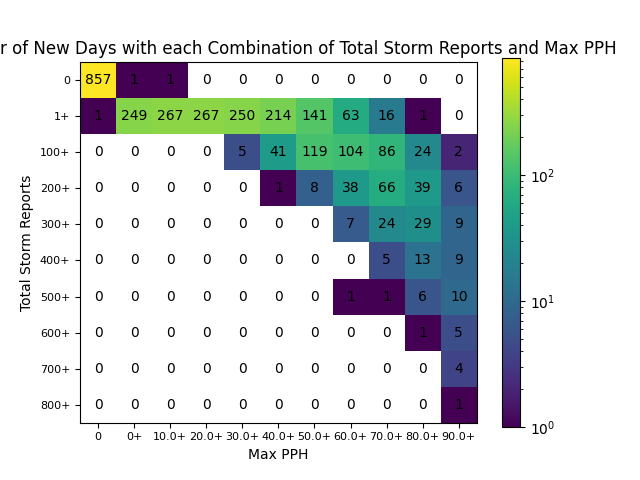 r of New Days with each Combination of Total Storm Reports and Max PPH
0 857 1 1 0 0 0 0 0 0 0 0
1+ 1 249 267 267 250 214 141 63 16 1 0
100+ 0 0 0 0 5 41 119 104 86 24 2
200+ 0 0 0 0 0 1 8 38 66 39 6
300+ 0 0 0 0 0 0 0 7 24 29 9
400+ 0 0 0 0 0 0 0 0 5 13 9
500+ 0 0 0 0 0 0 0 1 1 6 10
600+ 0 0 0 0 0 0 0 0 0 1 5
700+ 0 0 0 0 0 0 0 0 0 0 4
800+ 0 0 0 0 0 0 0 0 0 0 1
0 0+ 10.0+ 20.0+ 30.0+ 40.0+ 50.0+ 60.0+ 70.0+ 80.0+ 90.0+
Max PPH
Total Storm Reports
10²
10¹
10⁰